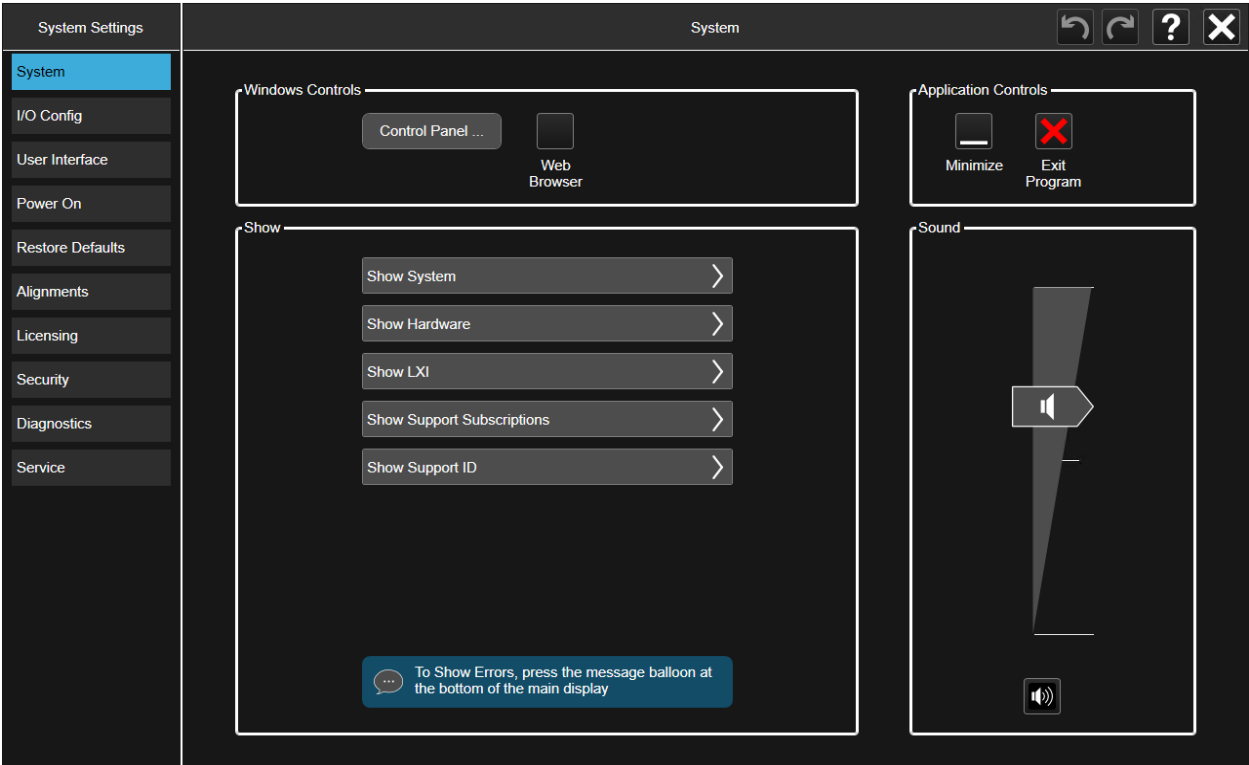 System Settings
System
System
I/O Config
User Interface
Power On
Restore Defaults
Alignments
Licensing
Security
Diagnostics
Service
Windows Controls
Control Panel ...
Web
Browser
Application Controls
Minimize
Exit
Program
Show
Show System
Show Hardware
Show LXI
Show Support Subscriptions
Show Support ID
To Show Errors, press the message balloon at
the bottom of the main display
Sound